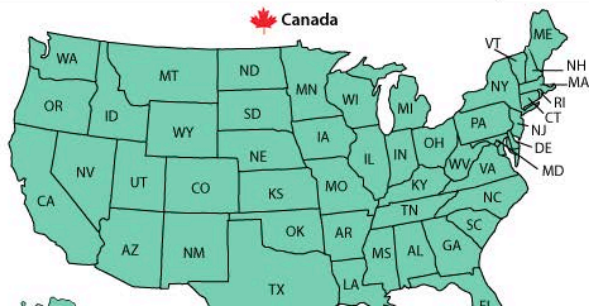 Canada
WA
MT
ND
MN
VT
ME
NH
MA
RI
CT
NY
OR
ID
SD
WI
MI
WY
IA
PA
NJ
DE
MD
NE
IL
IN
OH
NV
UT
CO
KS
MO
WV
VA
KY
CA
NC
TN
OK
AR
SC
AZ
NM
MS
AL
GA
TX
LA
FL